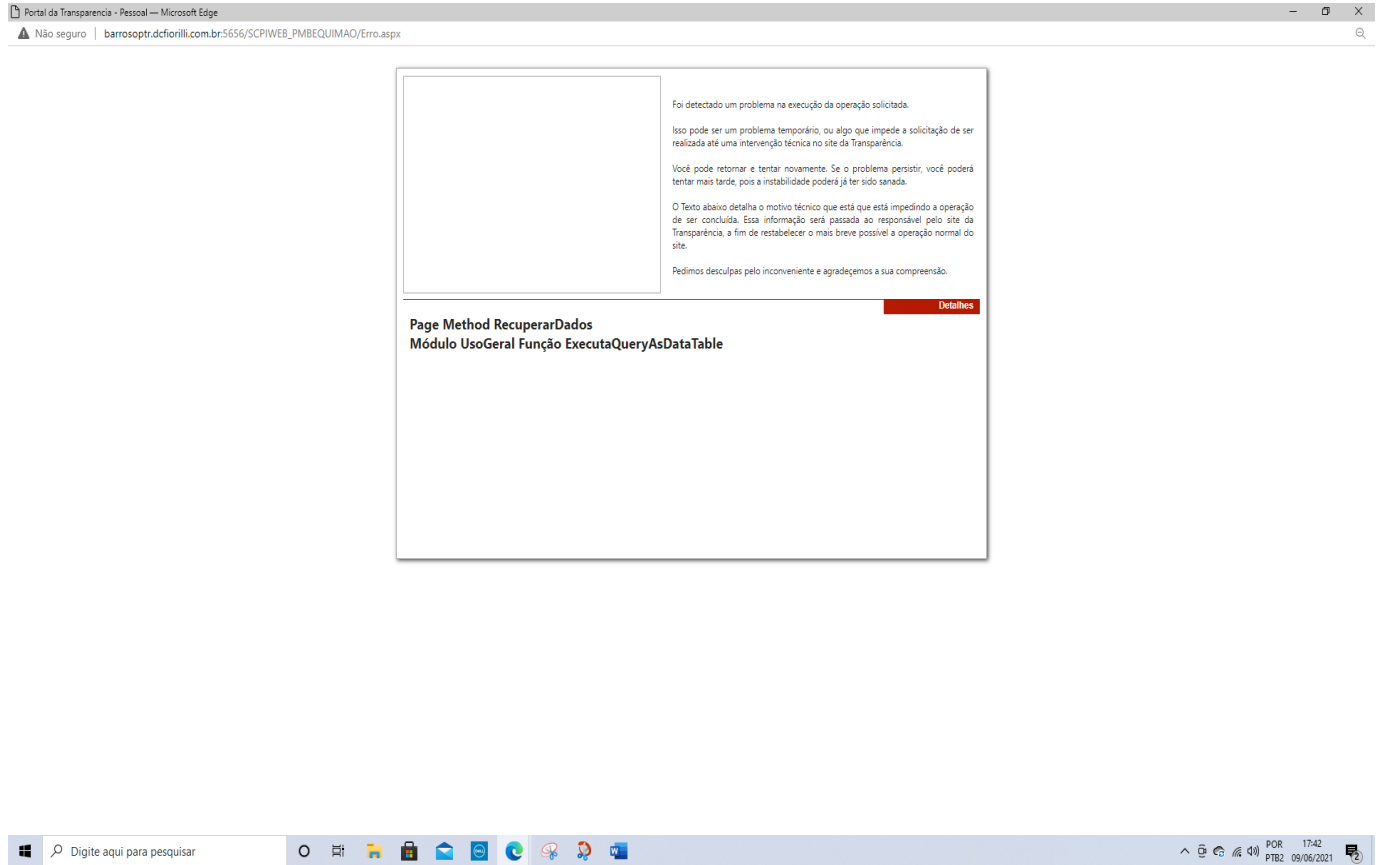 Portal da Transparencia - Pessoal — Microsoft Edge
Não seguro | barrosoptr.dcfiorilli.com.br:5656/SCPIWEB_PMBEQUIMAO/Erro.aspx
Foi detectado um problema na execução da operação solicitada.
Isso pode ser um problema temporário, ou algo que impede a solicitação de ser
realizada até uma intervenção técnica no site da Transparência.
Você pode retornar e tentar novamente. Se o problema persistir, você poderá
tentar mais tarde, pois a instabilidade poderá já ter sido sanada.
O Texto abaixo detalha o motivo técnico que está que está impedindo a operação
de ser concluída. Essa informação será passada ao responsável pelo site da
Transparência, a fim de restabelecer o mais breve possível a operação normal do
site.
Pedimos desculpas pelo inconveniente e agradeçemos a sua compreensão.
Detalhes
Page Method RecuperarDados
Módulo UsoGeral Função ExecutaQueryAsDataTable
Digite aqui para pesquisar
POR 17:42
PTB2 09/06/2021
2